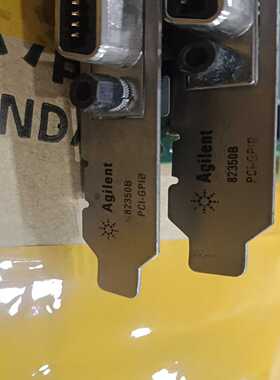 NDA
Agilent
82350B
PCI-GPIB
Agilent
82350B
PCI-GPIB